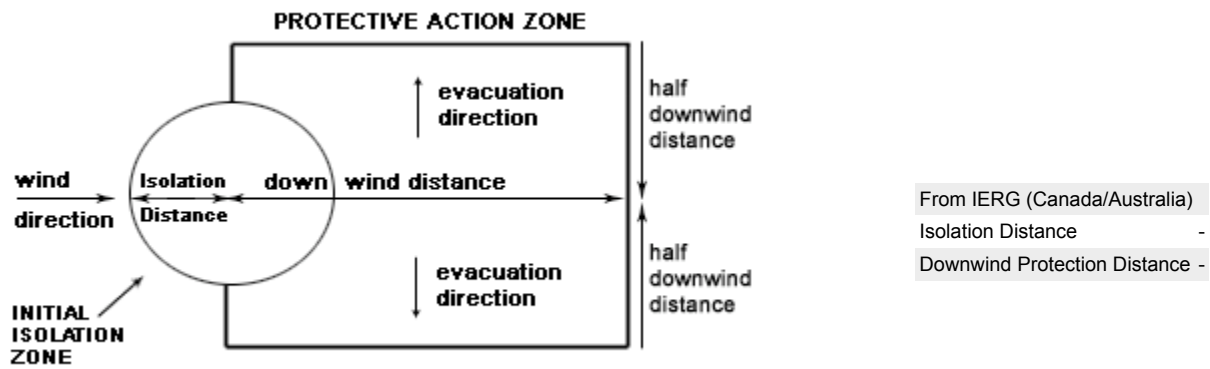 PROTECTIVE ACTION ZONE
evacuation
direction
half
downwind
distance
wind
direction
Isolation
Distance
down wind distance
evacuation
direction
half
downwind
distance
INITIAL
ISOLATION
ZONE
From IERG (Canada/Australia)
Isolation Distance -
Downwind Protection Distance -